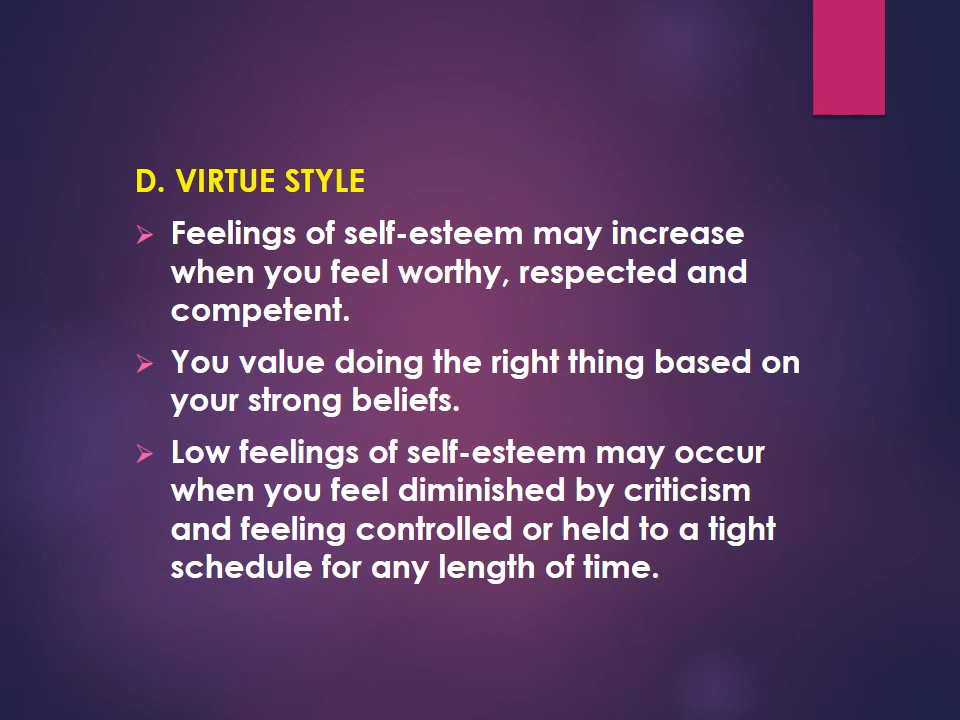 D. VIRTUE STYLE
Feelings of self-esteem may increase
when you feel worthy, respected and
competent.
You value doing the right thing based on
your strong beliefs.
Low feelings of self-esteem may occur
when you feel diminished by criticism
and feeling controlled or held to a tight
schedule for any length of time.